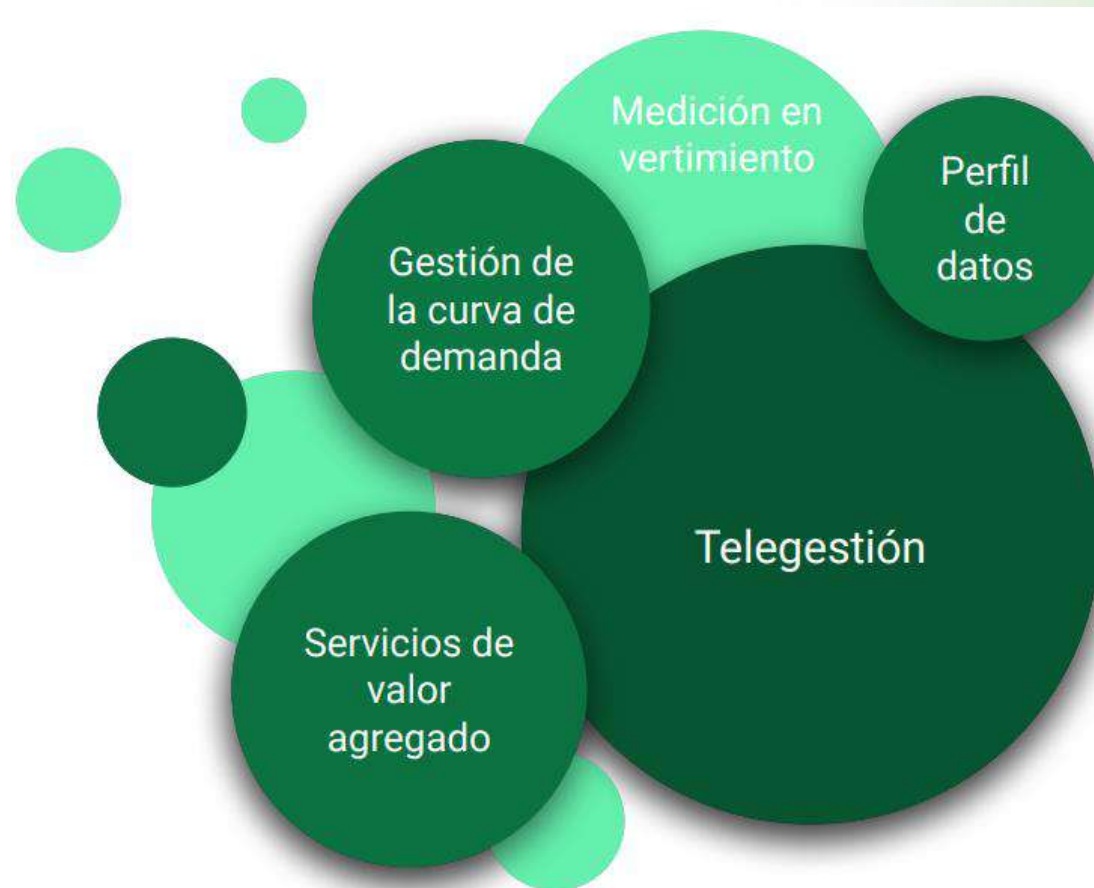 Medición en
vertimiento
Perfil
de
datos
Gestión de
la curva de
demanda
Telegestión
Servicios de
valor
agregado